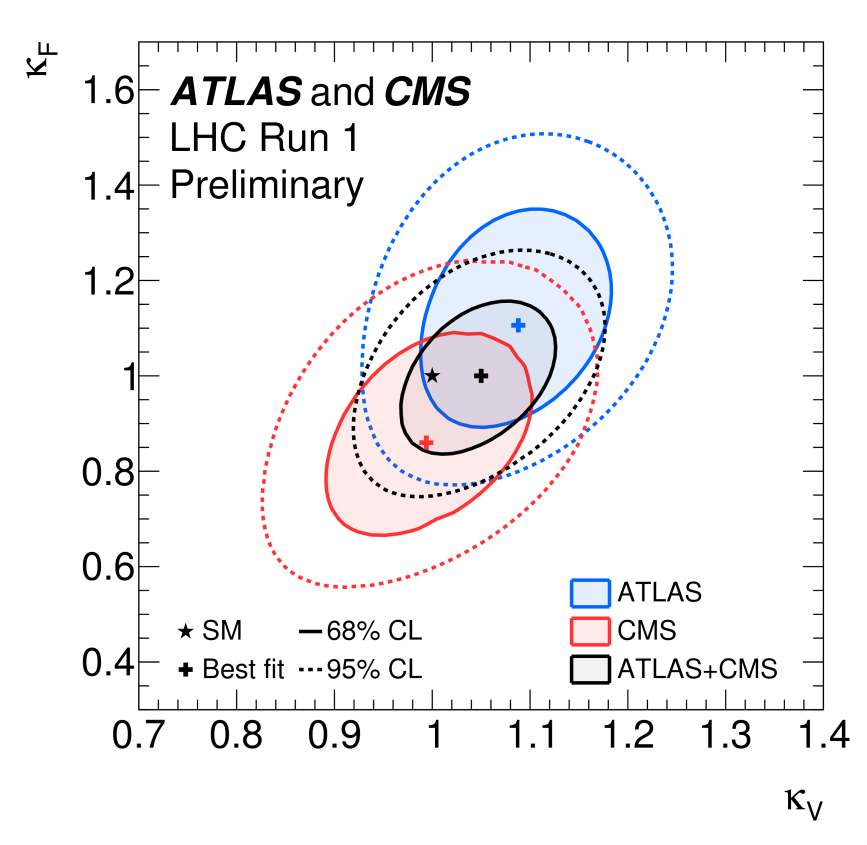 κF
ATLAS and CMS
LHC Run 1
Preliminary
1.6
1.4
1.2
1
0.8
0.6
0.4
SM
68% CL
Best fit
95% CL
ATLAS
CMS
ATLAS+CMS
0.7 0.8 0.9 1 1.1 1.2 1.3 1.4
κV